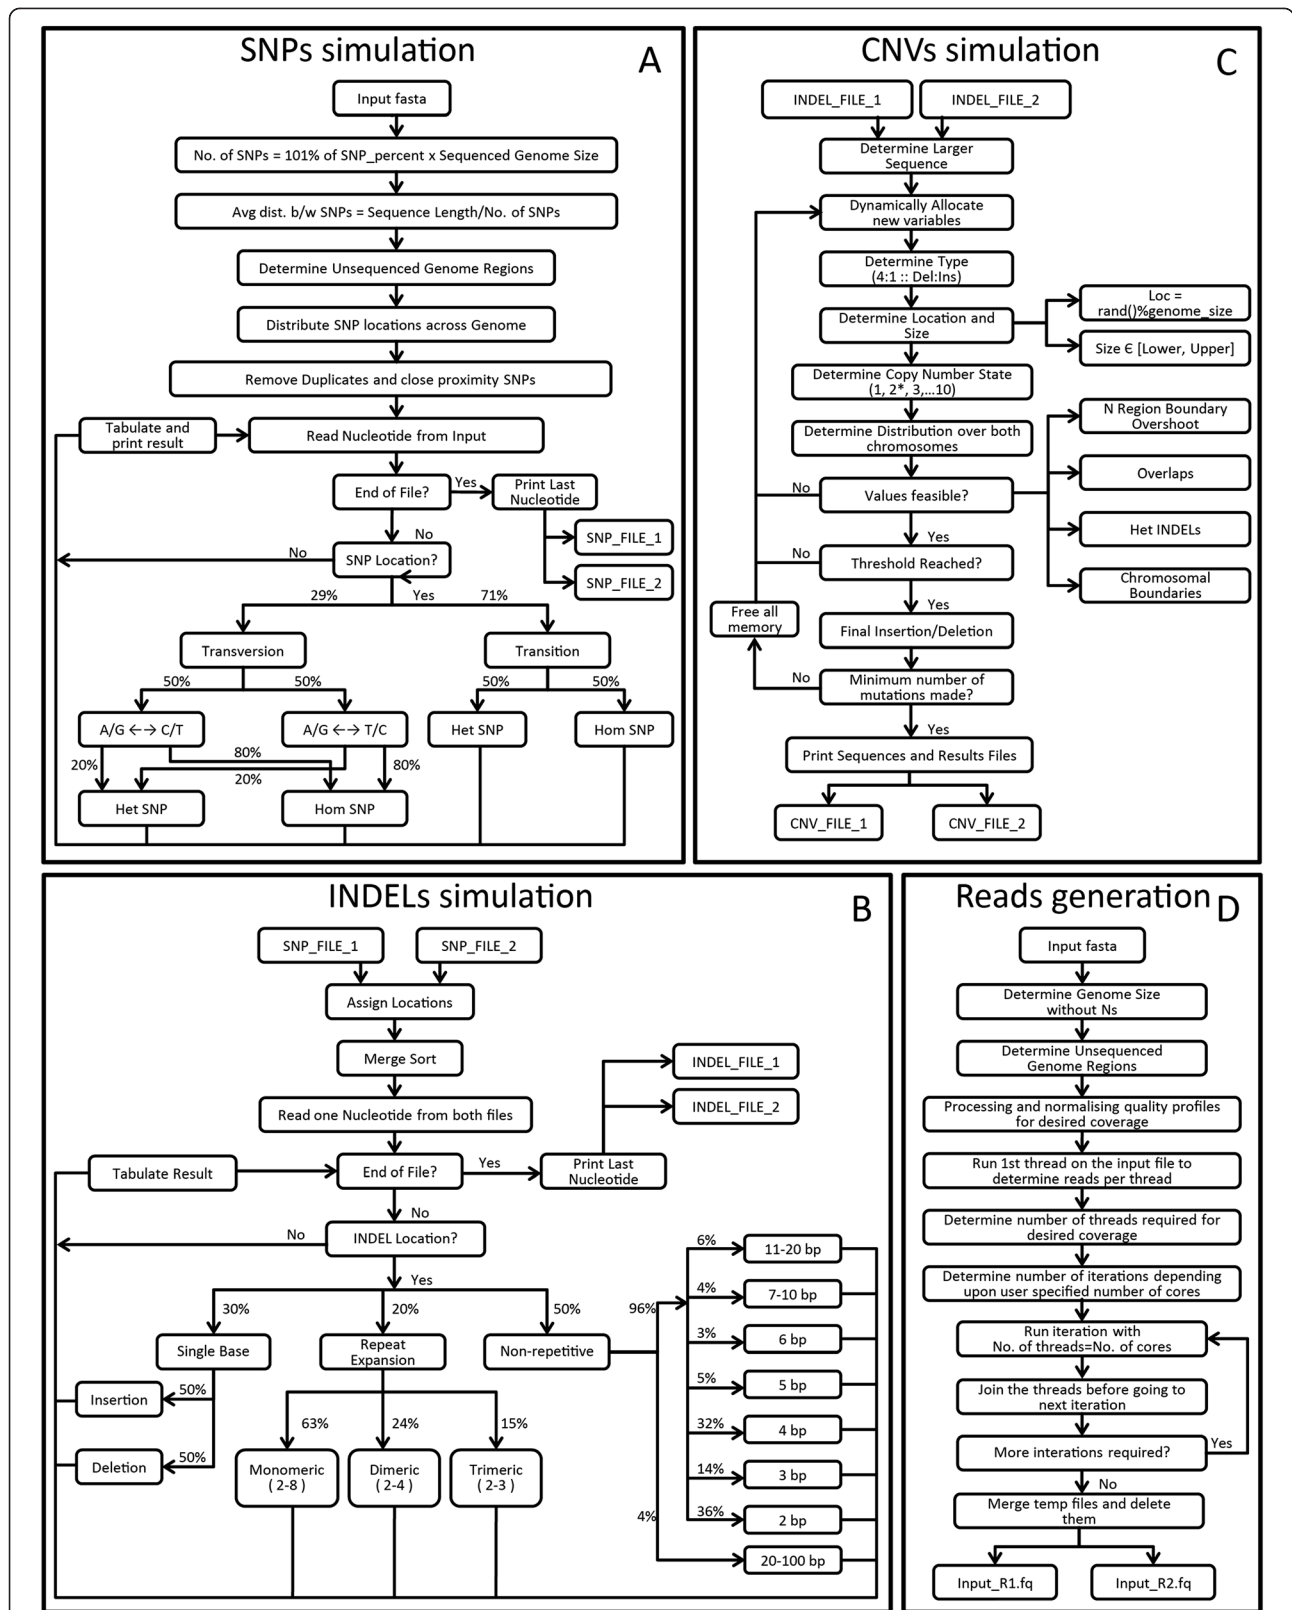 SNPs simulation
A
Input fasta
No. of SNPs = 101% of SNP_percent x Sequenced Genome Size
Avg dist. b/w SNPs = Sequence Length/No. of SNPs
Determine Unsequenced Genome Regions
Distribute SNP locations across Genome
Remove Duplicates and close proximity SNPs
Tabulate and
print result
Read Nucleotide from Input
End of File?
Yes
Print Last
Nucleotide
No
SNP_FILE_1
SNP_FILE_2
No
SNP Location?
29%
Yes
71%
Transversion
Transition
50%
50%
50%
50%
A/G ←→ C/T
A/G ←→ T/C
Het SNP
Hom SNP
20%
80%
20%
80%
Het SNP
Hom SNP
CNVs simulation
C
INDEL_FILE_1
INDEL_FILE_2
Determine Larger
Sequence
Dynamically Allocate
new variables
Determine Type
(4:1 :: Del:Ins)
Determine Location and
Size
Loc =
rand()%genome_size
Size Є [Lower, Upper]
Determine Copy Number State
(1, 2*, 3,...10)
Determine Distribution over both
chromosomes
N Region Boundary
Overshoot
Overlaps
Het INDELs
Chromosomal
Boundaries
No
Values feasible?
Yes
No
Threshold Reached?
Yes
Free all
memory
Final Insertion/Deletion
No
Minimum number of
mutations made?
Yes
Print Sequences and Results Files
CNV_FILE_1
CNV_FILE_2
INDELs simulation
B
SNP_FILE_1
SNP_FILE_2
Assign Locations
Merge Sort
Read one Nucleotide from both files
INDEL_FILE_1
INDEL_FILE_2
Tabulate Result
End of File?
Yes
Print Last
Nucleotide
No
No
INDEL Location?
Yes
30%
20%
50%
Single Base
Repeat
Expansion
Non-repetitive
Insertion
50%
Deletion
50%
63%
24%
15%
Monomeric
( 2-8 )
Dimeric
( 2-4 )
Trimeric
( 2-3 )
96%
4%
6%
11-20 bp
4%
7-10 bp
3%
6 bp
5%
5 bp
32%
4 bp
14%
3 bp
36%
2 bp
20-100 bp
Reads generation
D
Input fasta
Determine Genome Size
without Ns
Determine Unsequenced
Genome Regions
Processing and normalising quality profiles
for desired coverage
Run 1st thread on the input file to
determine reads per thread
Determine number of threads required for
desired coverage
Determine number of iterations depending
upon user specified number of cores
Run iteration with
No. of threads=No. of cores
Join the threads before going to
next iteration
More interations required?
Yes
No
Merge temp files and delete
them
Input_R1.fq
Input_R2.fq